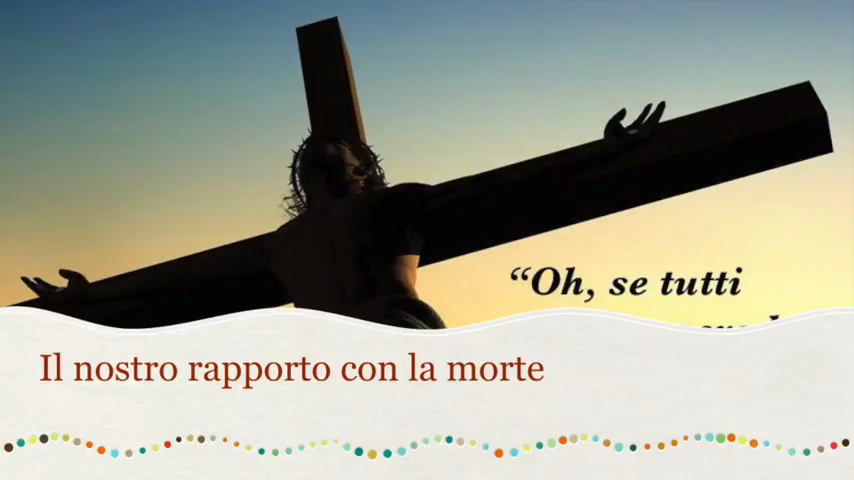 “Oh, se tutti
Il nostro rapporto con la morte